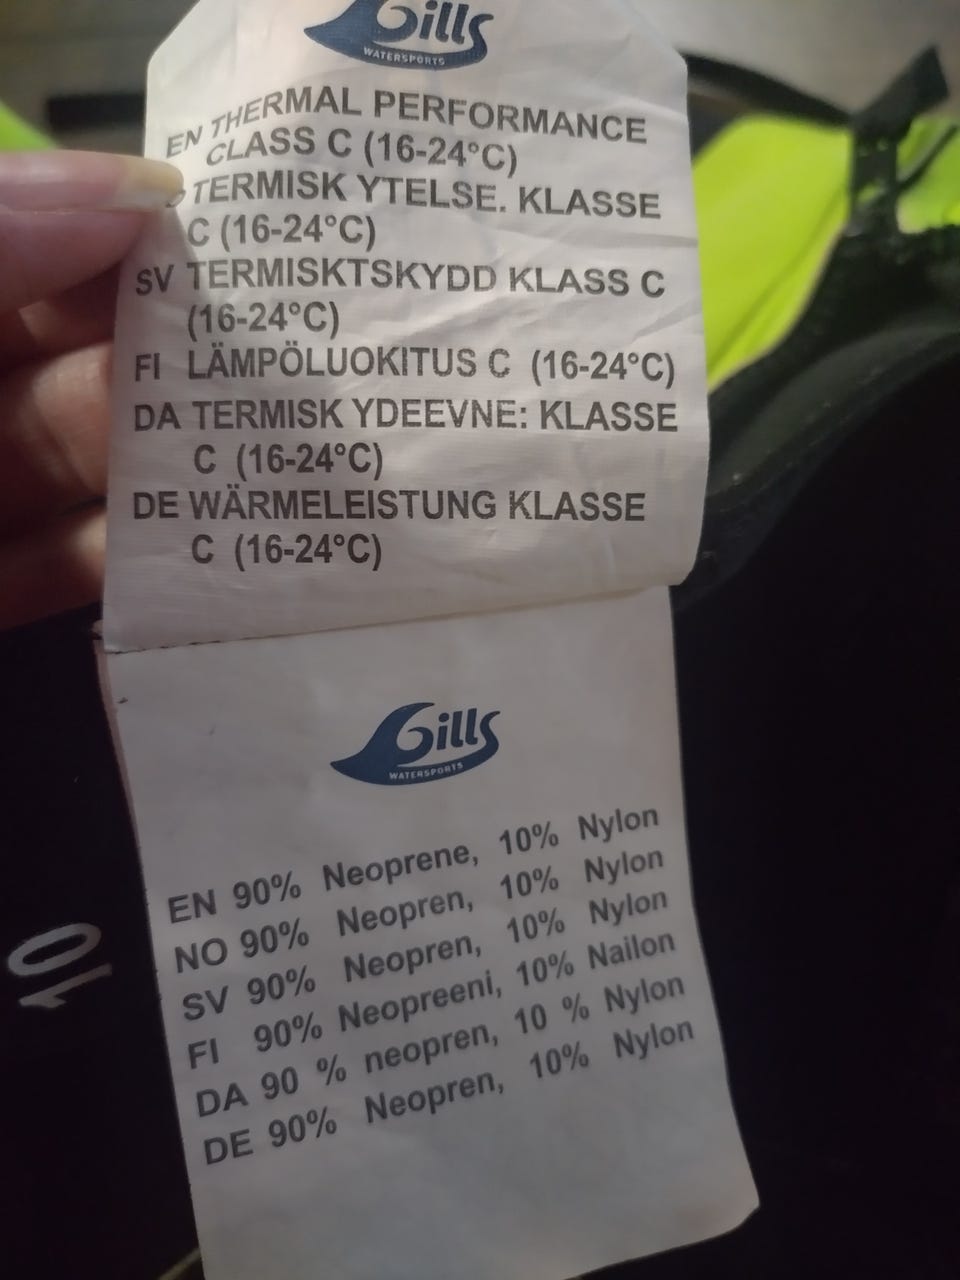 Gills
WATERSPORTS
EN THERMAL PERFORMANCE
CLASS C (16-24°C)
TERMISK YTELSE. KLASSE
C (16-24°C)
SV TERMISKTSKYDD KLASS C
(16-24°C)
FI LÄMPÖLUOKITUS C (16-24°C)
DA TERMISK YDEEVNE: KLASSE
C (16-24°C)
DE WÄRMELEISTUNG KLASSE
C (16-24°C)
Gills
WATERSPORTS
EN 90% Neoprene, 10% Nylon
NO 90% Neopren, 10% Nylon
SV 90% Neopren, 10% Nylon
FI 90% Neopreeni, 10% Nailon
DA 90 % neopren, 10 % Nylon
DE 90% Neopren, 10% Nylon
10